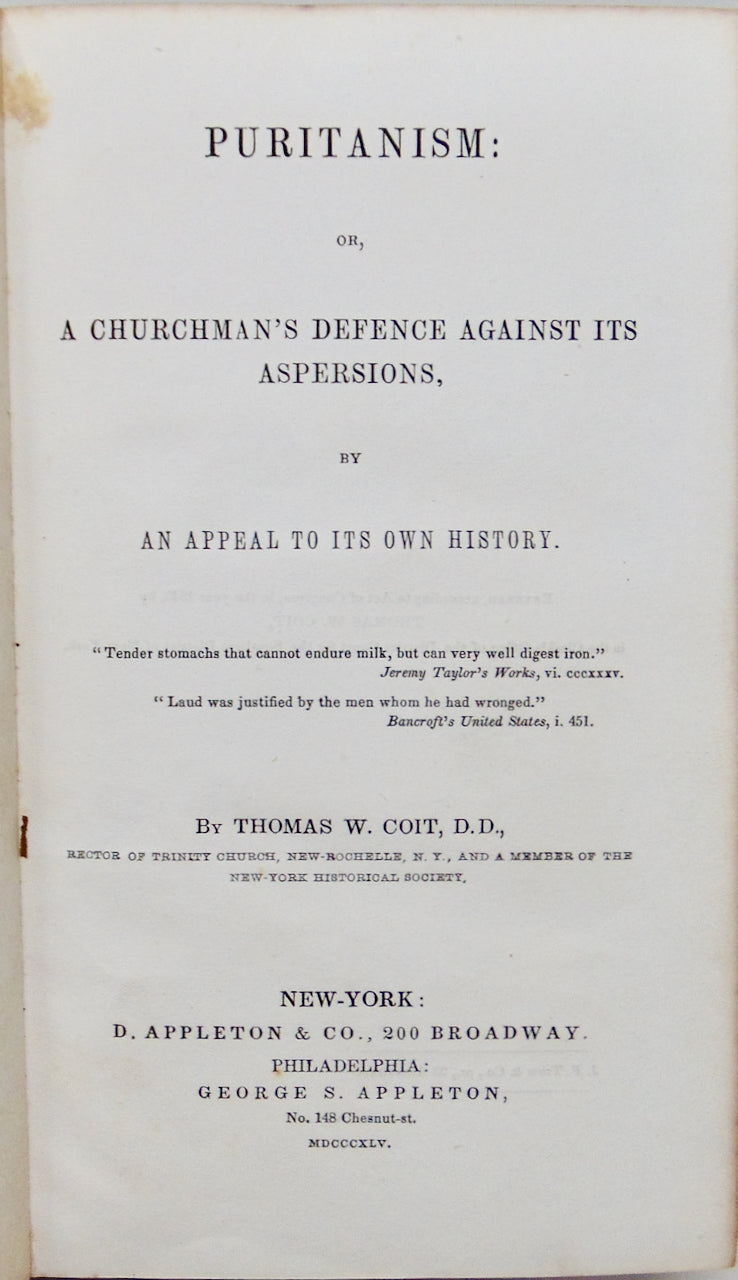 PURITANISM:
OR,
A CHURCHMAN'S DEFENCE AGAINST ITS
ASPERSIONS,
BY
AN APPEAL TO ITS OWN HISTORY.
"Tender stomachs that cannot endure milk, but can very well digest iron."
Jeremy Taylor's Works, vi. cccxxxv.
"Laud was justified by the men whom he had wronged."
Bancroft's United States, i. 451.
By THOMAS W. COIT, D.D.,
RECTOR OF TRINITY CHURCH, NEW-ROCHELLE, N. Y., AND A MEMBER OF THE
NEW-YORK HISTORICAL SOCIETY,
NEW-YORK:
D. APPLETON & CO., 200 BROADWAY.
PHILADELPHIA:
GEORGE S. APPLETON,
No. 148 Chesnut-st.
MDCCCXLV.